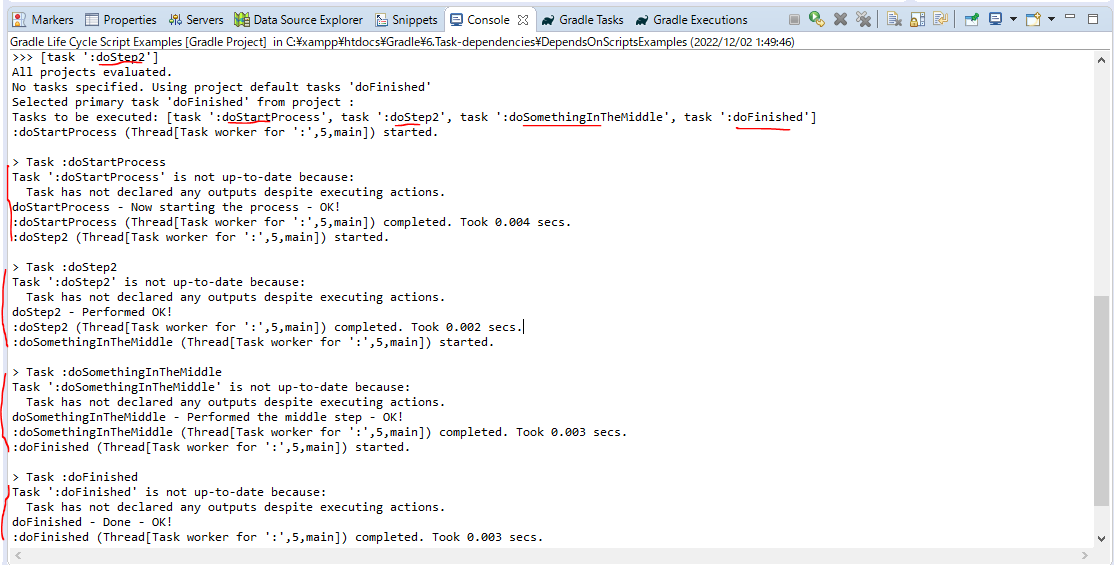 Markers Properties Servers Data Source Explorer Snippets Console Gradle Tasks Gradle Executions
Gradle Life Cycle Script Examples [Gradle Project] in C:¥xampp¥htdocs¥Gradle¥6.Task-dependencies¥DependsOnScriptsExamples (2022/12/02 1:49:46)
>>> [task ':doStep2']
All projects evaluated.
No tasks specified. Using project default tasks 'doFinished'
Selected primary task 'doFinished' from project :
Tasks to be executed: [task ':doStartProcess', task ':doStep2', task ':doSomethingInTheMiddle', task ':doFinished']
:doStartProcess (Thread[Task worker for ':',5,main]) started.
> Task :doStartProcess
Task ':doStartProcess' is not up-to-date because:
Task has not declared any outputs despite executing actions.
doStartProcess - Now starting the process - OK!
:doStartProcess (Thread[Task worker for ':',5,main]) completed. Took 0.004 secs.
:doStep2 (Thread[Task worker for ':',5,main]) started.
> Task :doStep2
Task ':doStep2' is not up-to-date because:
Task has not declared any outputs despite executing actions.
doStep2 - Performed OK!
:doStep2 (Thread[Task worker for ':',5,main]) completed. Took 0.002 secs.
:doSomethingInTheMiddle (Thread[Task worker for ':',5,main]) started.
> Task :doSomethingInTheMiddle
Task ':doSomethingInTheMiddle' is not up-to-date because:
Task has not declared any outputs despite executing actions.
doSomethingInTheMiddle - Performed the middle step - OK!
:doSomethingInTheMiddle (Thread[Task worker for ':',5,main]) completed. Took 0.003 secs.
:doFinished (Thread[Task worker for ':',5,main]) started.
> Task :doFinished
Task ':doFinished' is not up-to-date because:
Task has not declared any outputs despite executing actions.
doFinished - Done - OK!
:doFinished (Thread[Task worker for ':',5,main]) completed. Took 0.003 secs.